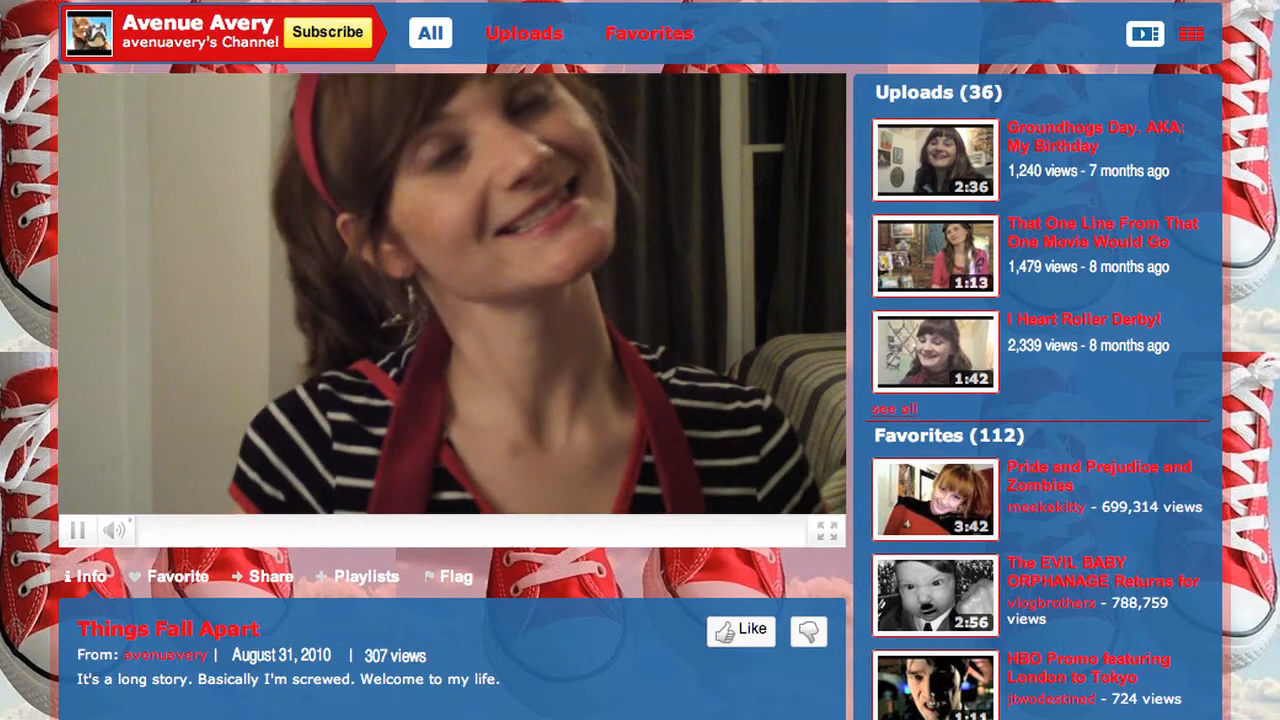 Avenue Avery
avenuavery's Channel
Subscribe
All
Uploads
Favorites
Uploads (36)
Groundhogs Day. AKA:
My Birthday
1,240 views - 7 months ago
2:36
That One Line From That
One Movie Would Go
1,479 views - 8 months ago
1:13
I Heart Roller Derby!
2,339 views - 8 months ago
1:42
see all
Favorites (112)
Pride and Prejudice and
Zombies
meekakitty - 699,314 views
3:42
The EVIL BABY
ORPHANAGE Returns for
vlogbrothers - 788,759
views
2:56
HBO Promo featuring
London to Tokyo
jtwodestined - 724 views
1:11
Info
Favorite
Share
Playlists
Flag
Things Fall Apart
Like
From: avenuavery | August 31, 2010 | 307 views
It's a long story. Basically I'm screwed. Welcome to my life.